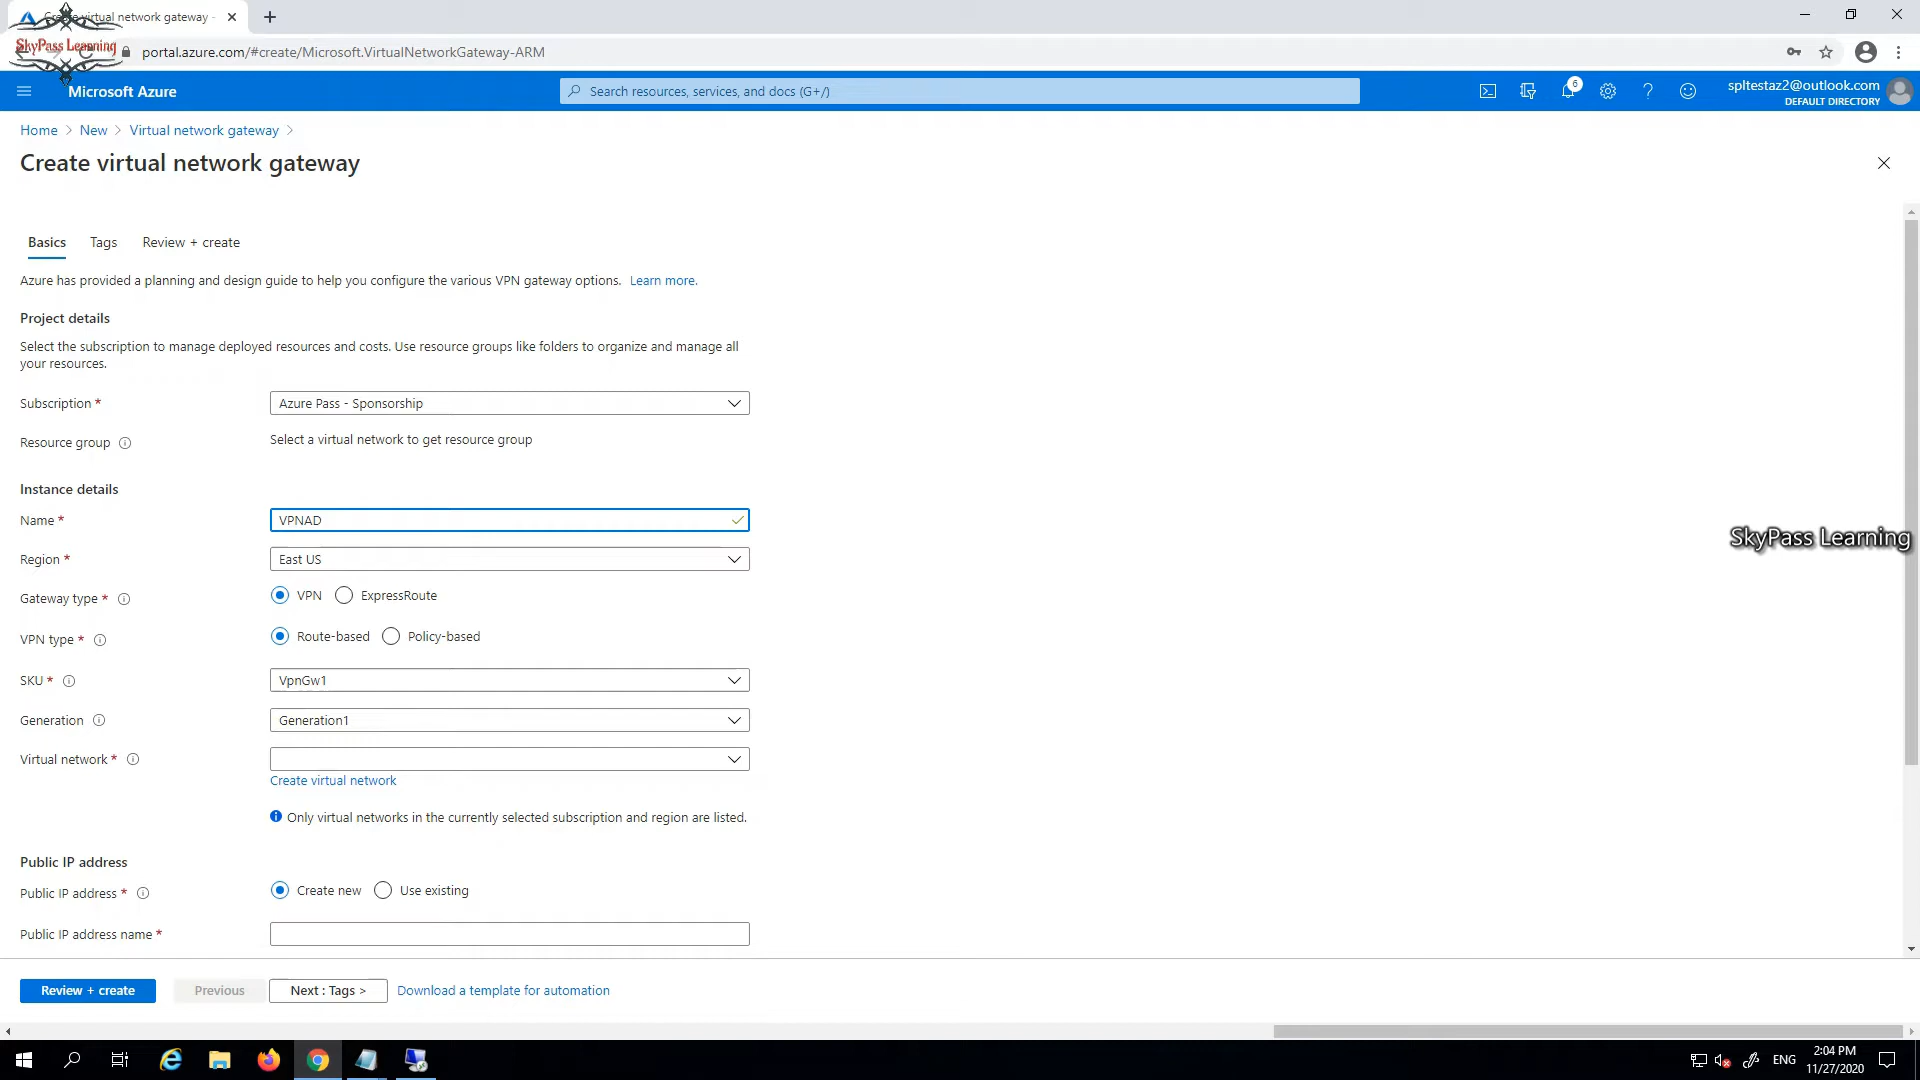 Create virtual network gateway -
SkyPass Learning
portal.azure.com/#create/Microsoft.VirtualNetworkGateway-ARM
Microsoft Azure
Search resources, services, and docs (G+/)
6
spltestaz2@outlook.com
DEFAULT DIRECTORY
Home > New > Virtual network gateway >
Create virtual network gateway
Basics Tags Review + create
Azure has provided a planning and design guide to help you configure the various VPN gateway options. Learn more.
Project details
Select the subscription to manage deployed resources and costs. Use resource groups like folders to organize and manage all
your resources.
Subscription * Azure Pass - Sponsorship
Resource group Select a virtual network to get resource group
Instance details
Name * VPNAD
SkyPass Learning
Region * East US
Gateway type * VPN ExpressRoute
VPN type * Route-based Policy-based
SKU * VpnGw1
Generation Generation1
Virtual network *
Create virtual network
Only virtual networks in the currently selected subscription and region are listed.
Public IP address
Public IP address * Create new Use existing
Public IP address name *
Review + create Previous Next : Tags > Download a template for automation
ENG
2:04 PM
11/27/2020